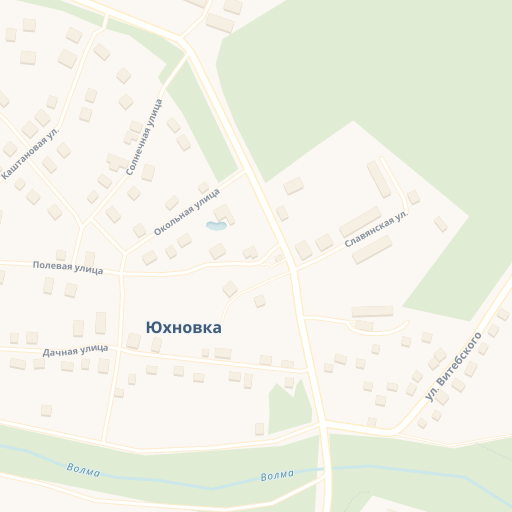 Каштановая ул.
Солнечная улица
Окольная улица
Славянская ул.
Полевая улица
Юхновка
Дачная улица
ул. Витебского
Волма
Волма